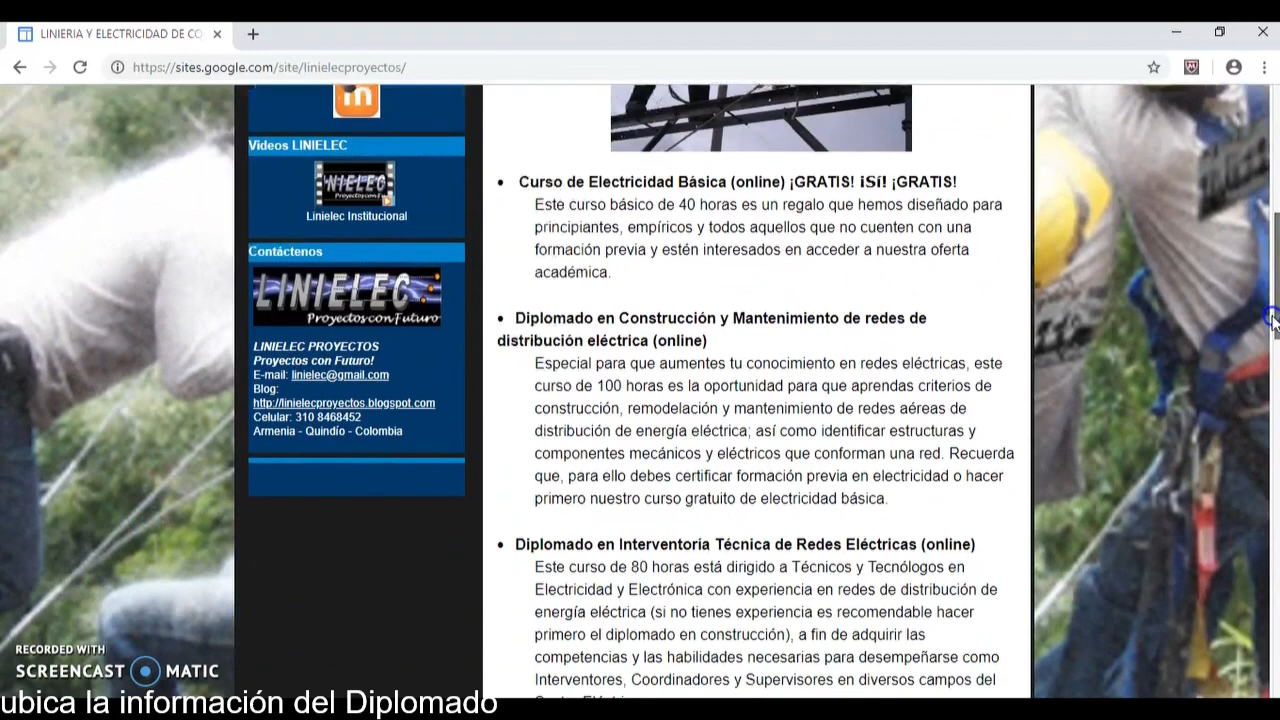 LINIERIA Y ELECTRICIDAD DE CO
https://sites.google.com/site/linielecproyectos/
in
Videos LINIELEC
NIELEC
Linielec Institucional
Contáctenos
LINIELEC
Proyectos con Futuro
LINIELEC PROYECTOS
Proyectos con Futuro!
E-mail: linielec@gmail.com
Blog:
http://linielecproyectos.blogspot.com
Celular: 310 8468452
Armenia - Quindío - Colombia
• Curso de Electricidad Básica (online) ¡GRATIS! ¡Sí! ¡GRATIS!
Este curso básico de 40 horas es un regalo que hemos diseñado para
principiantes, empíricos y todos aquellos que no cuenten con una
formación previa y estén interesados en acceder a nuestra oferta
académica.
• Diplomado en Construcción y Mantenimiento de redes de
distribución eléctrica (online)
Especial para que aumentes tu conocimiento en redes eléctricas, este
curso de 100 horas es la oportunidad para que aprendas criterios de
construcción, remodelación y mantenimiento de redes aéreas de
distribución de energía eléctrica; así como identificar estructuras y
componentes mecánicos y eléctricos que conforman una red. Recuerda
que, para ello debes certificar formación previa en electricidad o hacer
primero nuestro curso gratuito de electricidad básica.
• Diplomado en Interventoría Técnica de Redes Eléctricas (online)
Este curso de 80 horas está dirigido a Técnicos y Tecnólogos en
Electricidad y Electrónica con experiencia en redes de distribución de
energía eléctrica (si no tienes experiencia es recomendable hacer
primero el diplomado en construcción), a fin de adquirir las
competencias y las habilidades necesarias para desempeñarse como
Interventores, Coordinadores y Supervisores en diversos campos del
RECORDED WITH
SCREENCAST MATIC
ubica la información del Diplomado